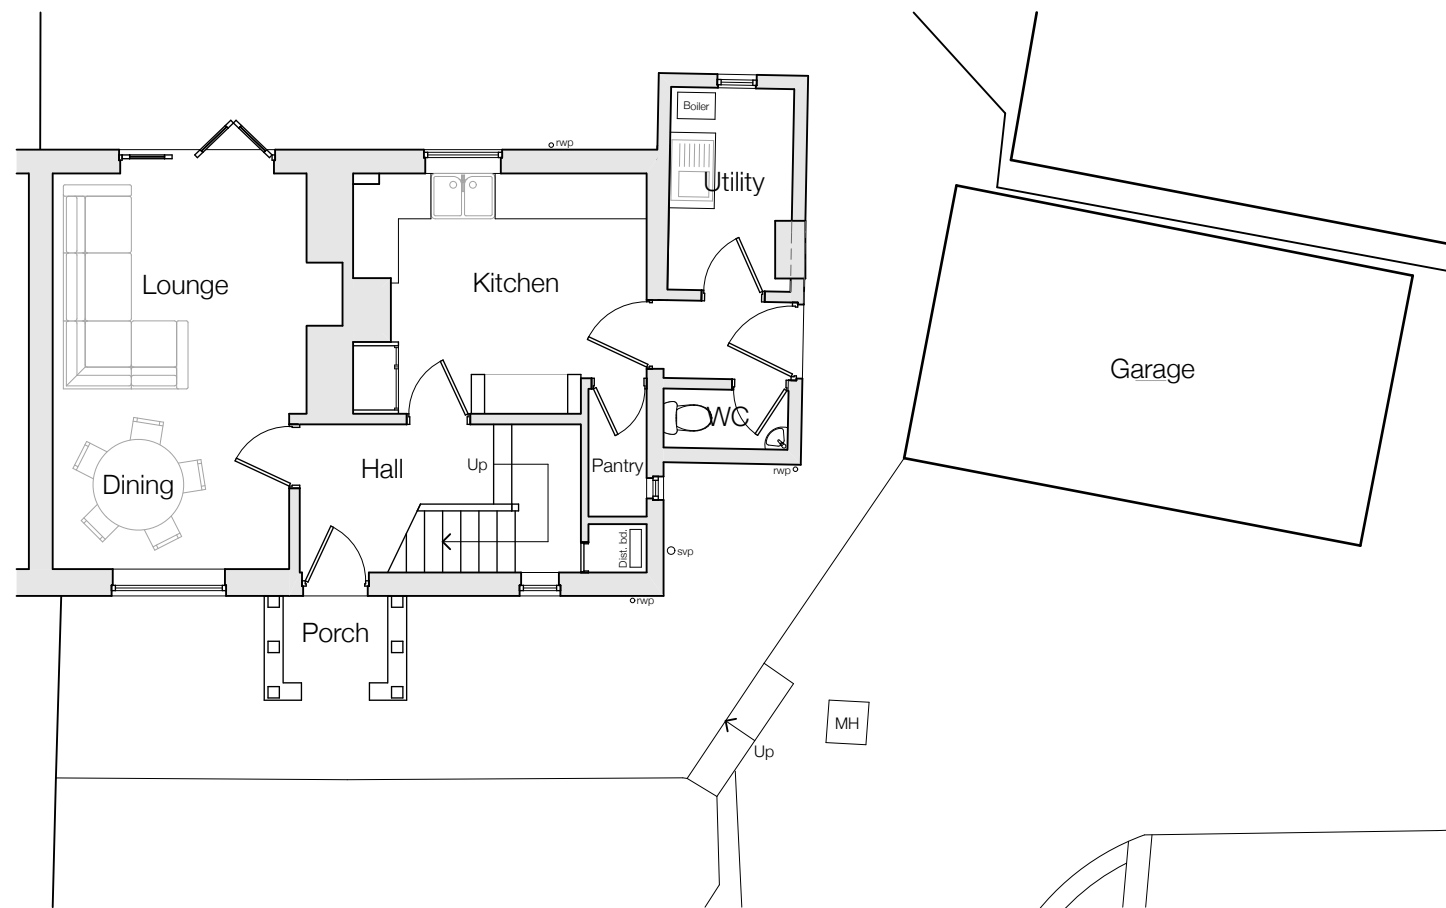 Boiler
rwp
Utility
Lounge
Kitchen
Garage
WC
Hall
Up
Pantry
rwp
Dining
Dist. bd.
svp
rwp
Porch
MH
Up